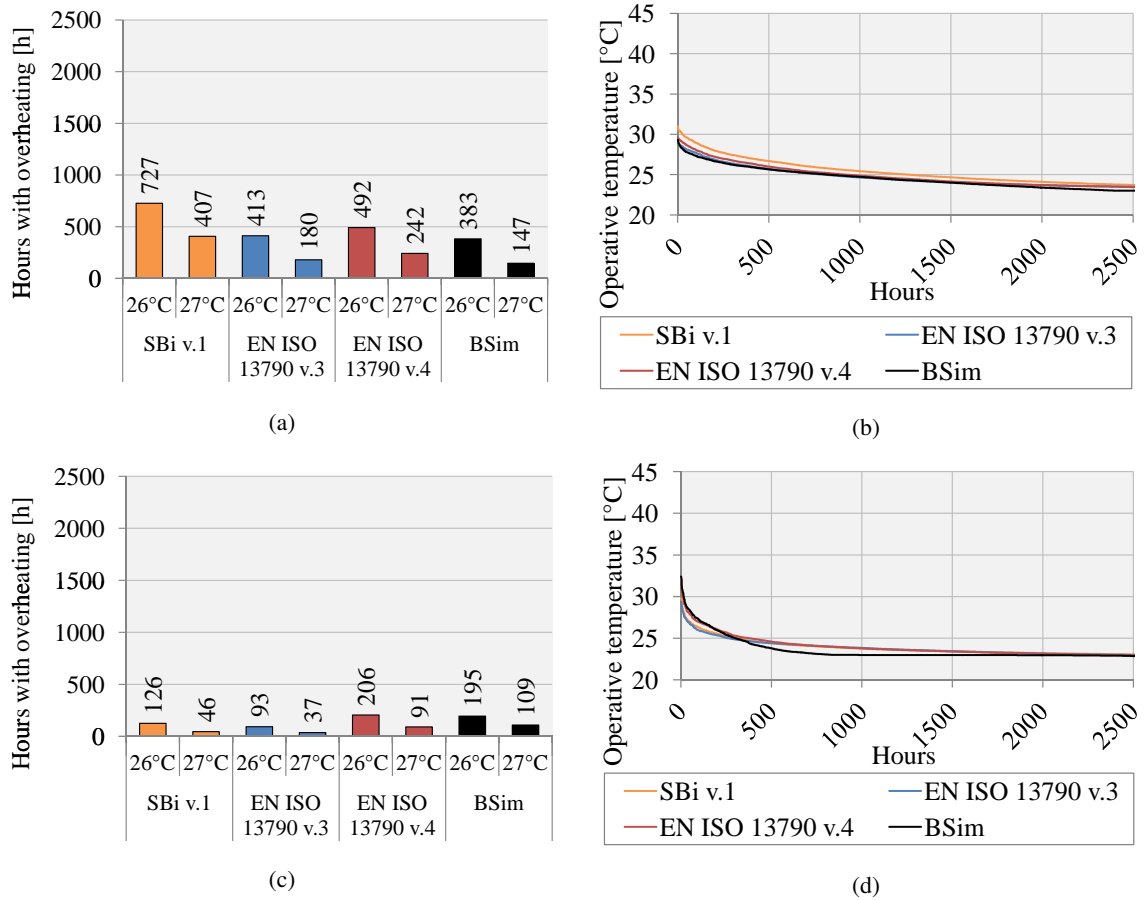 Hours with overheating [h]
2500
2000
1500
1000
500
0
727
407
413
180
492
242
383
147
26°C 27°C 26°C 27°C 26°C 27°C 26°C 27°C
SBi v.1 EN ISO 13790 v.3 EN ISO 13790 v.4 BSim
(a)
Operative temperature [°C]
45
40
35
30
25
20
0 500 1000 1500 2000 2500
Hours
SBi v.1 EN ISO 13790 v.3
EN ISO 13790 v.4 BSim
(b)
Hours with overheating [h]
2500
2000
1500
1000
500
0
126
46
93
37
206
91
195
109
26°C 27°C 26°C 27°C 26°C 27°C 26°C 27°C
SBi v.1 EN ISO 13790 v.3 EN ISO 13790 v.4 BSim
(c)
Operative temperature [°C]
45
40
35
30
25
20
0 500 1000 1500 2000 2500
Hours
SBi v.1 EN ISO 13790 v.3
EN ISO 13790 v.4 BSim
(d)